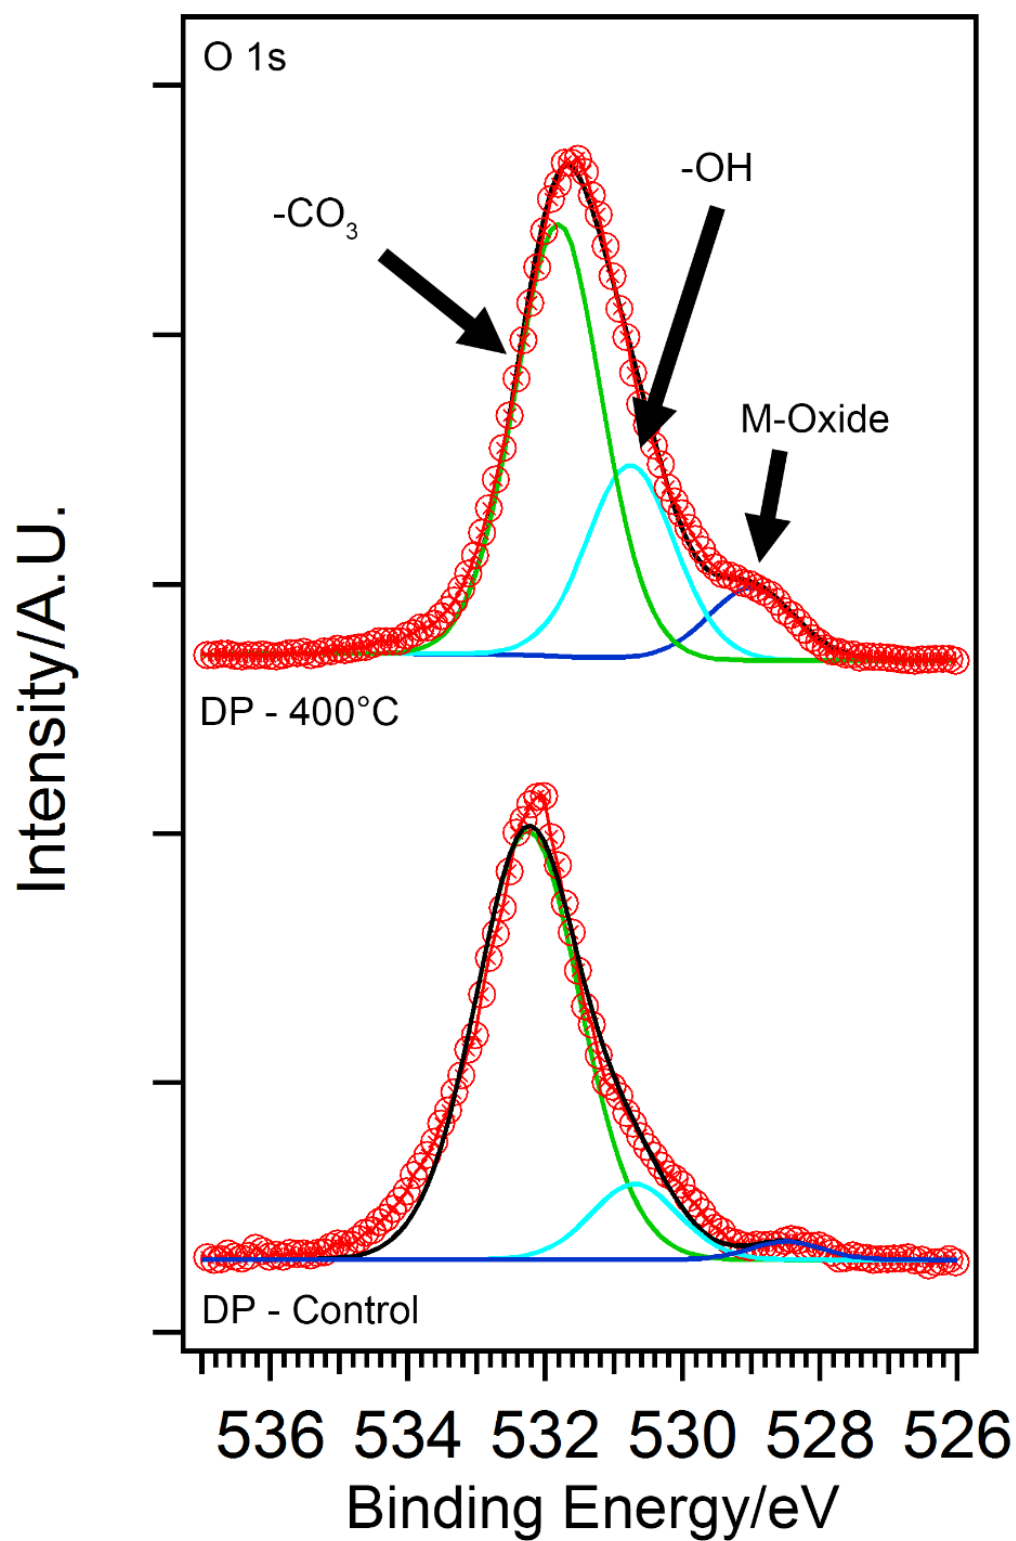 O 1s
-OH
-CO₃
M-Oxide
DP - 400°C
Intensity/A.U.
DP - Control
536 534 532 530 528 526
Binding Energy/eV